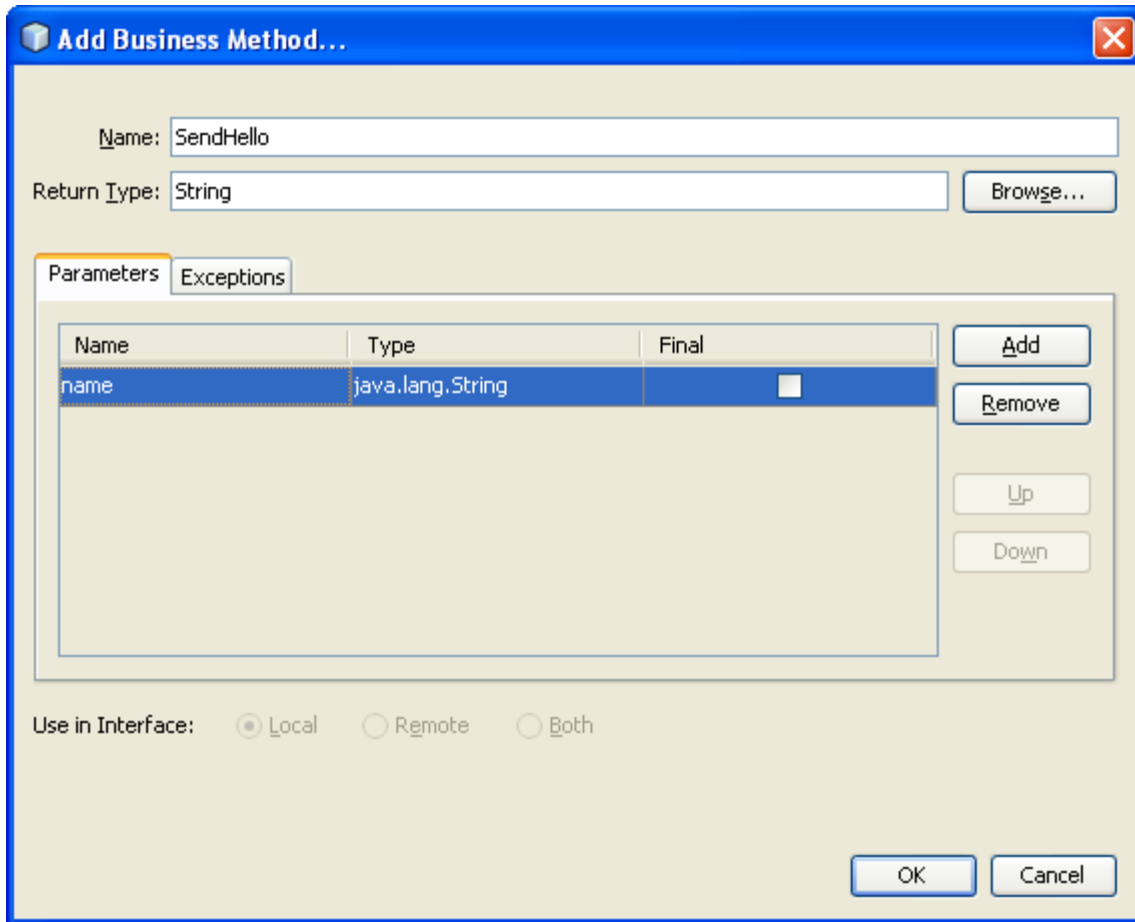 Add Business Method...
Name: SendHello
Return Type: String Browse...
Parameters Exceptions
Name Type Final Add
name java.lang.String
Remove
Up
Down
Use in Interface: Local Remote Both
OK Cancel